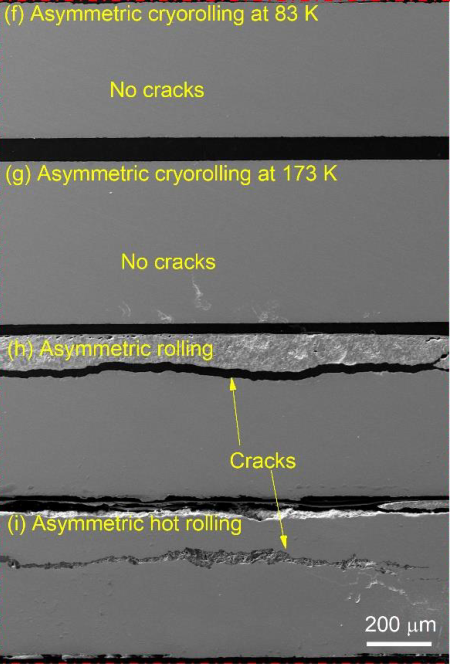 (f) Asymmetric cryorolling at 83 K
No cracks
(g) Asymmetric cryorolling at 173 K
No cracks
(h) Asymmetric rolling
Cracks
(i) Asymmetric hot rolling
200 μm